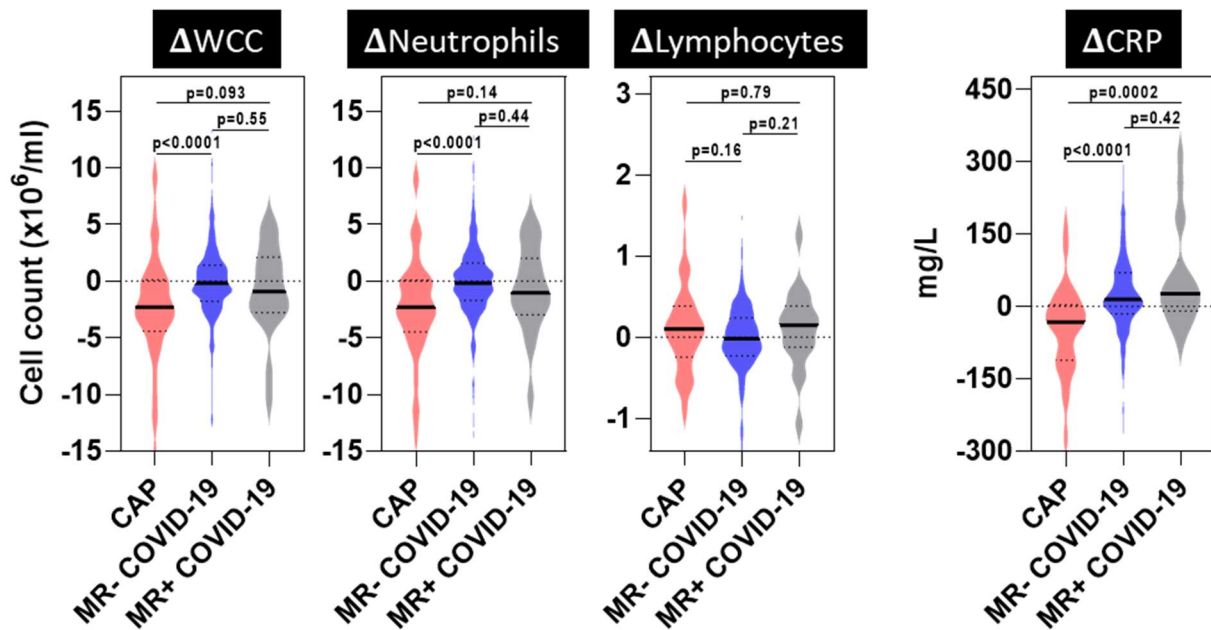 ΔWCC
ΔNeutrophils
ΔLymphocytes
ΔCRP
Cell count (x10⁶/ml)
15
10
5
0
-5
-10
-15
p=0.093
p=0.55
p<0.0001
CAP
MR- COVID-19
MR+ COVID-19
15
10
5
0
-5
-10
-15
p=0.14
p=0.44
p<0.0001
CAP
MR- COVID-19
MR+ COVID-19
3
2
1
0
-1
p=0.79
p=0.21
p=0.16
CAP
MR- COVID-19
MR+ COVID-19
mg/L
450
300
150
0
-150
-300
p=0.0002
p=0.42
p<0.0001
CAP
MR- COVID-19
MR+ COVID-19